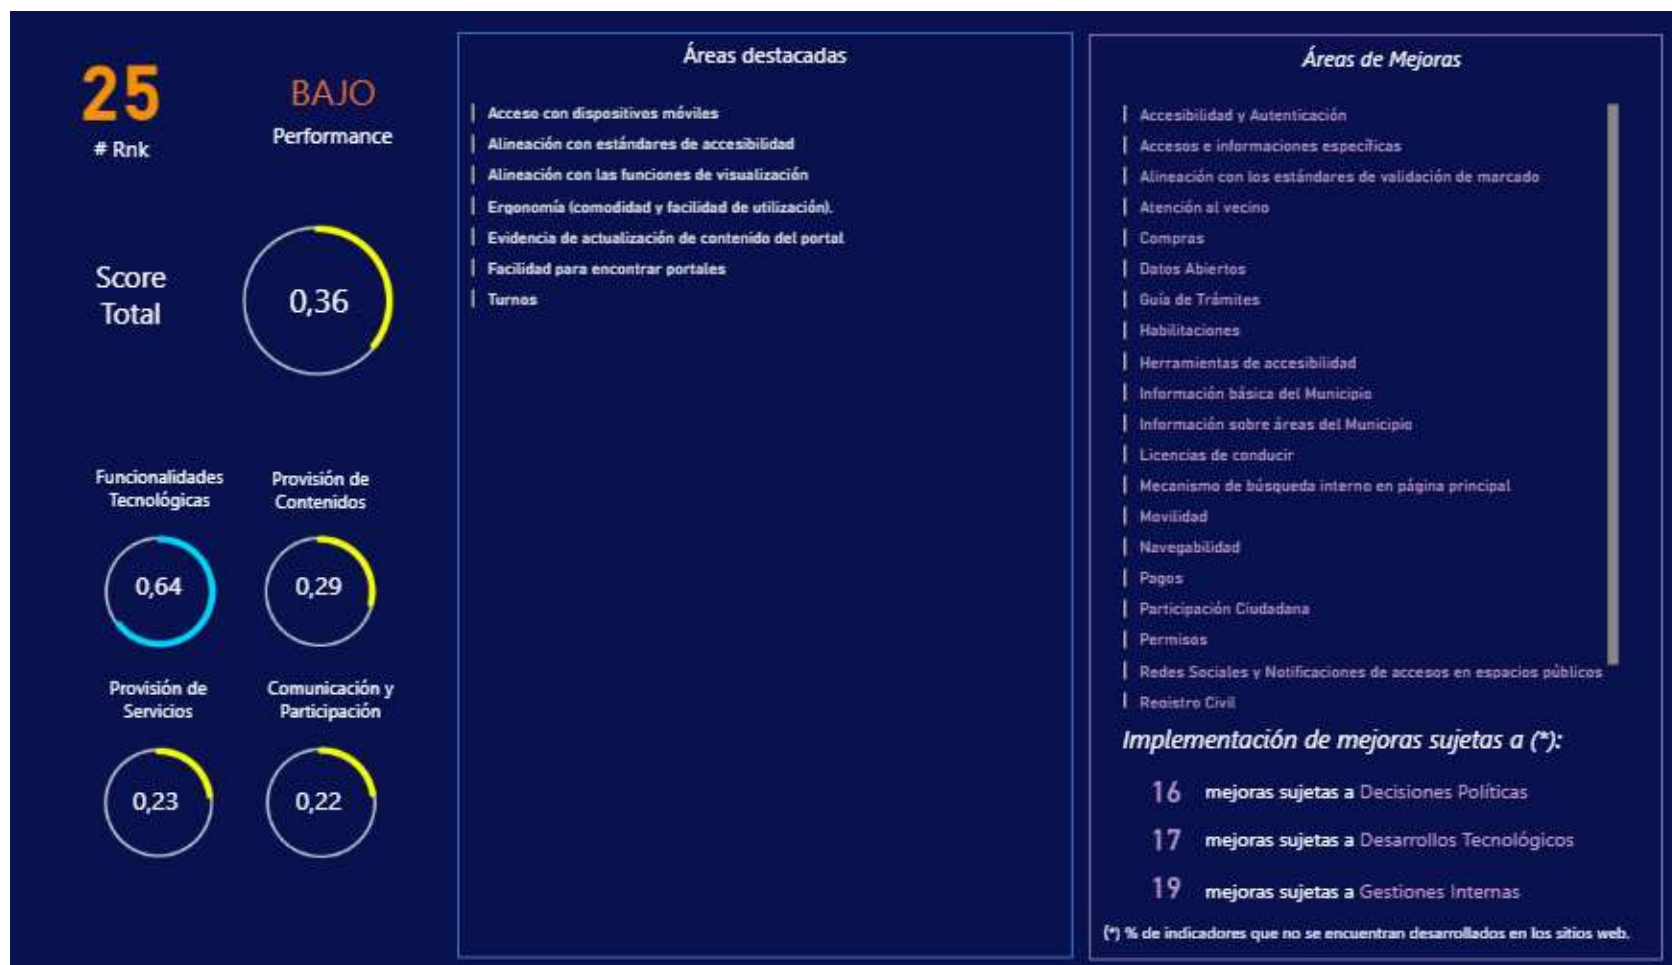 25
# Rnk
BAJO
Performance
Score
Total
0,36
Funcionalidades
Tecnológicas
0,64
Provisión de
Contenidos
0,29
Provisión de
Servicios
0,23
Comunicación y
Participación
0,22
Áreas destacadas
Acceso con dispositivos móviles
Alineación con estándares de accesibilidad
Alineación con las funciones de visualización
Ergonomía (comodidad y facilidad de utilización).
Evidencia de actualización de contenido del portal
Facilidad para encontrar portales
Turnos
Áreas de Mejoras
Accesibilidad y Autenticación
Accesos e informaciones específicas
Alineación con los estándares de validación de marcado
Atención al vecino
Compras
Datos Abiertos
Guía de Trámites
Habilitaciones
Herramientas de accesibilidad
Información básica del Municipio
Información sobre áreas del Municipio
Licencias de conducir
Mecanismo de búsqueda interno en página principal
Movilidad
Navegabilidad
Pagos
Participación Ciudadana
Permisos
Redes Sociales y Notificaciones de accesos en espacios públicos
Registro Civil
Implementación de mejoras sujetas a (*):
16 mejoras sujetas a Decisiones Políticas
17 mejoras sujetas a Desarrollos Tecnológicos
19 mejoras sujetas a Gestiones Internas
(*) % de indicadores que no se encuentran desarrollados en los sitios web.